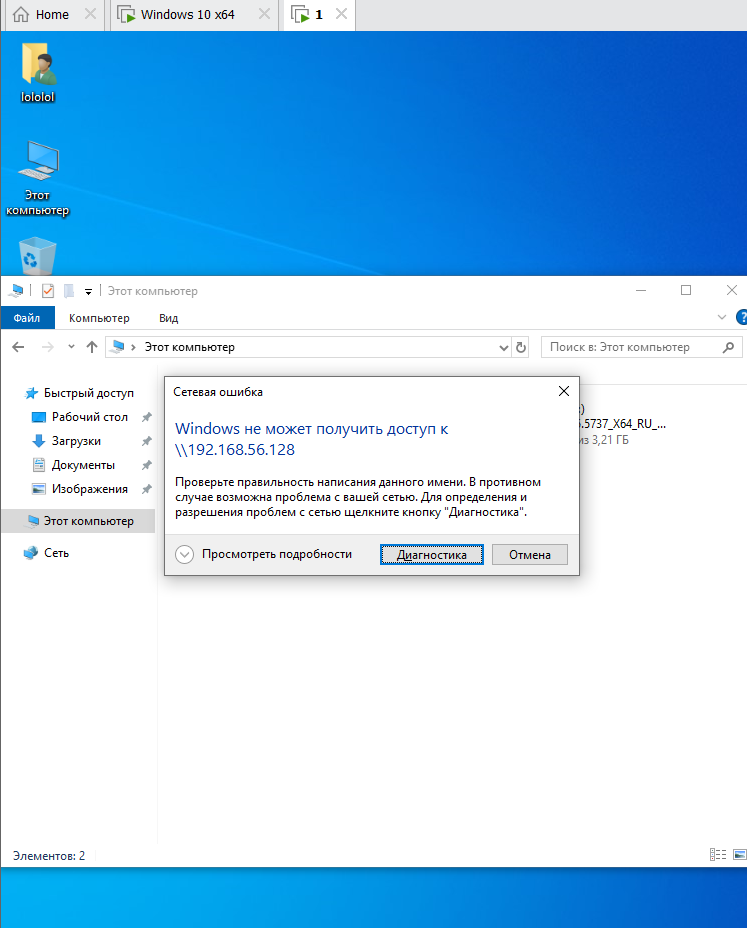 Home
Windows 10 x64
1
lololol
Этот
компьютер
Этот компьютер
Файл
Компьютер
Вид
Этот компьютер
Поиск в: Этот компьютер
Быстрый доступ
Рабочий стол
Загрузки
Документы
Изображения
Этот компьютер
Сеть
Сетевая ошибка
Windows не может получить доступ к
\\192.168.56.128
Проверьте правильность написания данного имени. В противном
случае возможна проблема с вашей сетью. Для определения и
разрешения проблем с сетью щелкните кнопку "Диагностика".
Просмотреть подробности
Диагностика
Отмена
:)
.5737_X64_RU_...
из 3,21 ГБ
Элементов: 2